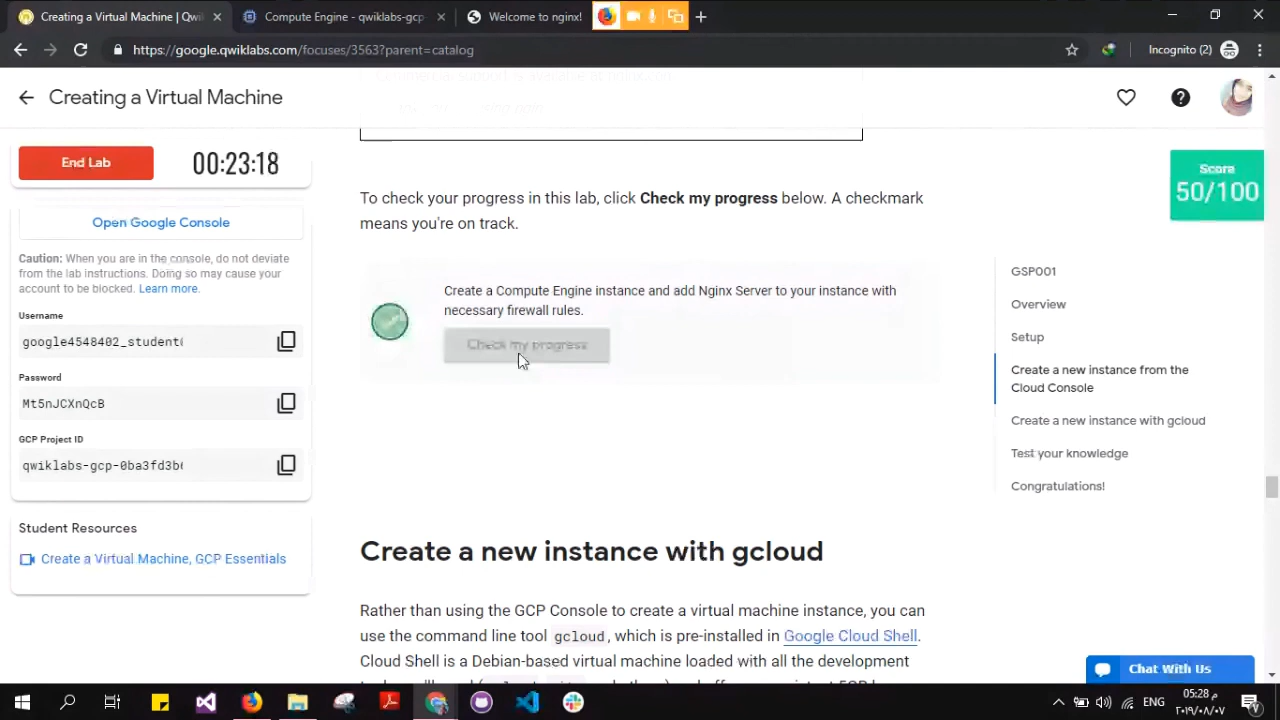 Creating a Virtual Machine | Qwi
Compute Engine - qwiklabs-gcp-
Welcome to nginx!
https://google.qwiklabs.com/focuses/3563?parent=catalog
Incognito (2)
Creating a Virtual Machine
End Lab
00:23:18
Score
50/100
Open Google Console
Caution: When you are in the console, do not deviate
from the lab instructions. Doing so may cause your
account to be blocked. Learn more.
Username
google4548402_student
Password
Mt5nJCXnQcB
GCP Project ID
qwiklabs-gcp-0ba3fd3b
Student Resources
Create a Virtual Machine, GCP Essentials
To check your progress in this lab, click Check my progress below. A checkmark
means you're on track.
Create a Compute Engine instance and add Nginx Server to your instance with
necessary firewall rules.
Check my progress
Create a new instance with gcloud
Rather than using the GCP Console to create a virtual machine instance, you can
use the command line tool gcloud, which is pre-installed in Google Cloud Shell.
Cloud Shell is a Debian-based virtual machine loaded with all the development
GSP001
Overview
Setup
Create a new instance from the
Cloud Console
Create a new instance with gcloud
Test your knowledge
Congratulations!
Chat With Us
ENG
05:28 م
٢٠١٩/٠٨/٠٧